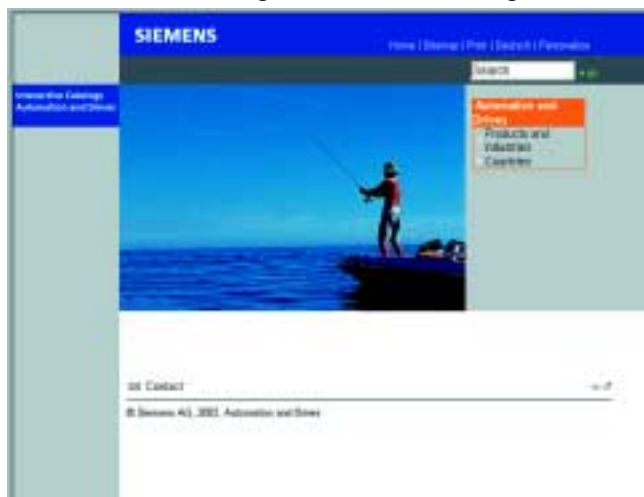 SIEMENS
Home | Sitemap | Print | Deutsch | Personalize
Search
Interactive Catalogs
Automation and Drives
Automation and
Drives
Products and
Industries
Countries
Contact
© Siemens AG, 2002, Automation and Drives